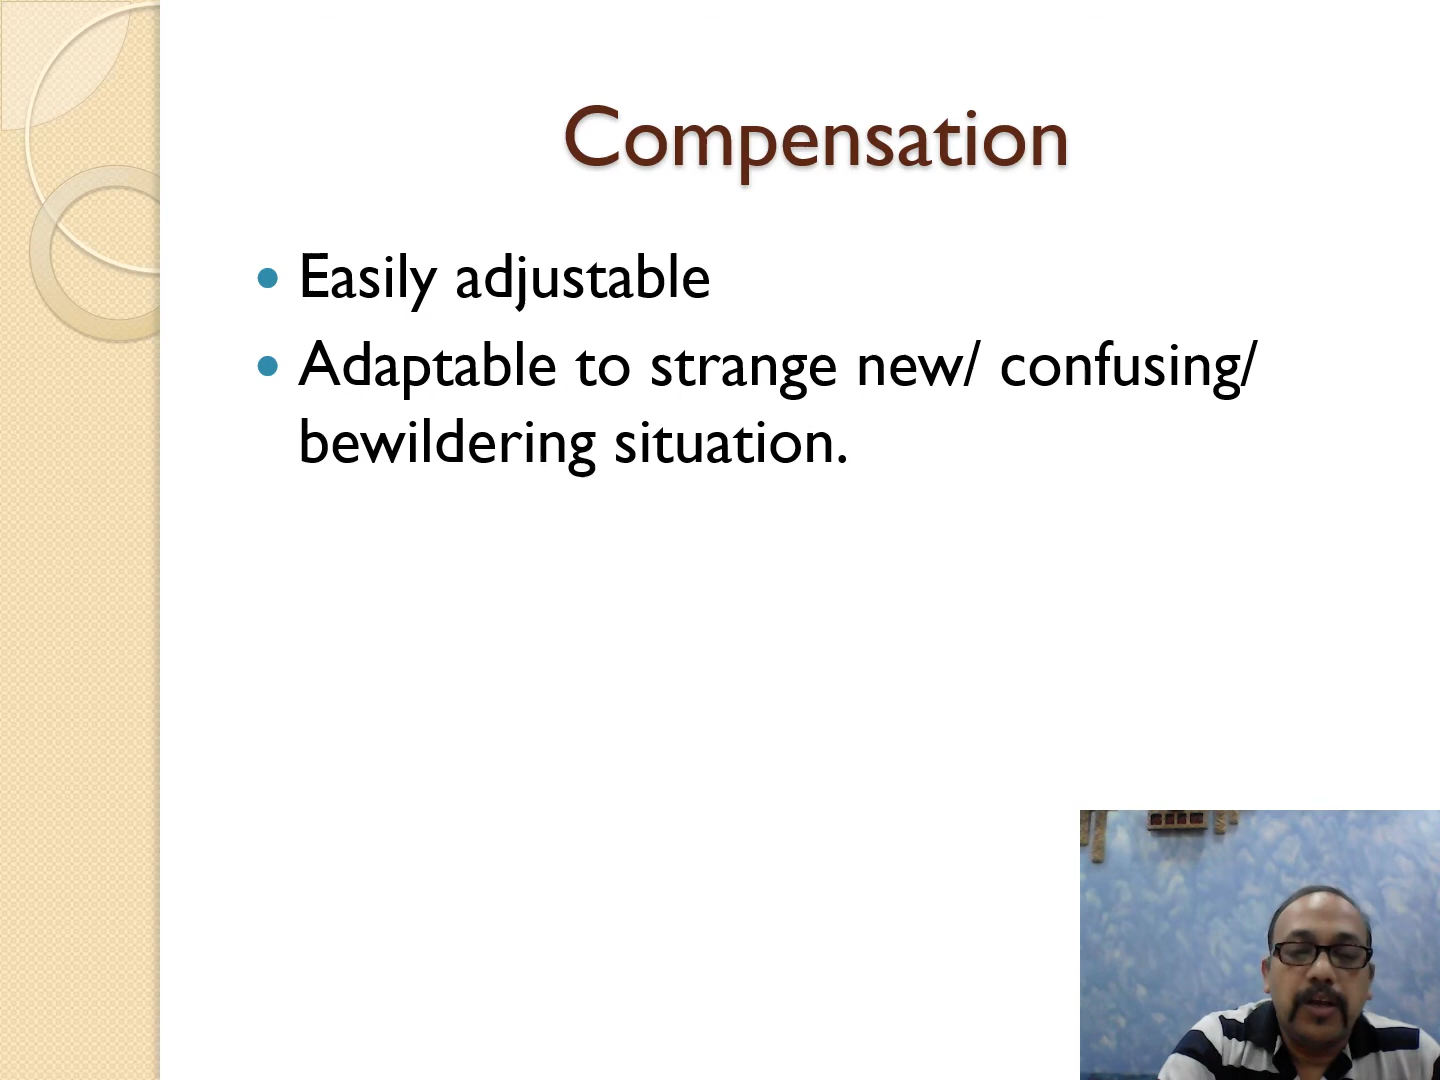 Compensation
• Easily adjustable
• Adaptable to strange new/ confusing/
bewildering situation.